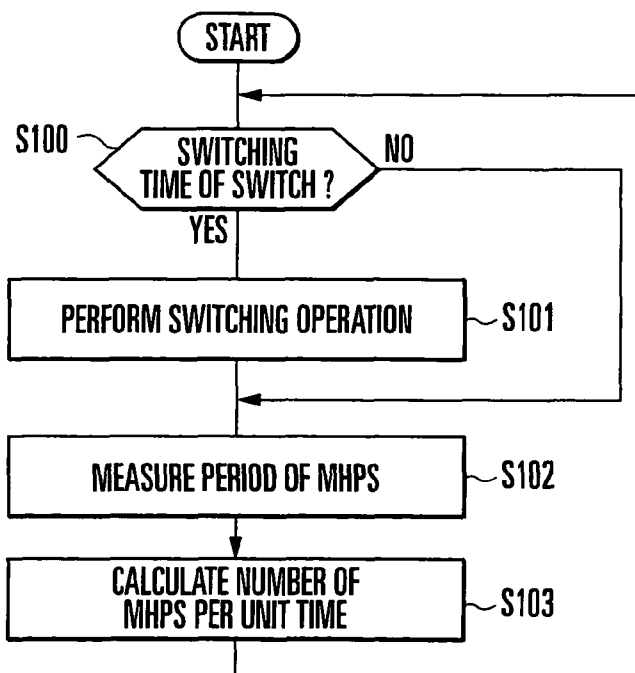 START
S100
SWITCHING
TIME OF SWITCH ?
NO
YES
PERFORM SWITCHING OPERATION
S101
MEASURE PERIOD OF MHPS
S102
CALCULATE NUMBER OF
MHPS PER UNIT TIME
S103